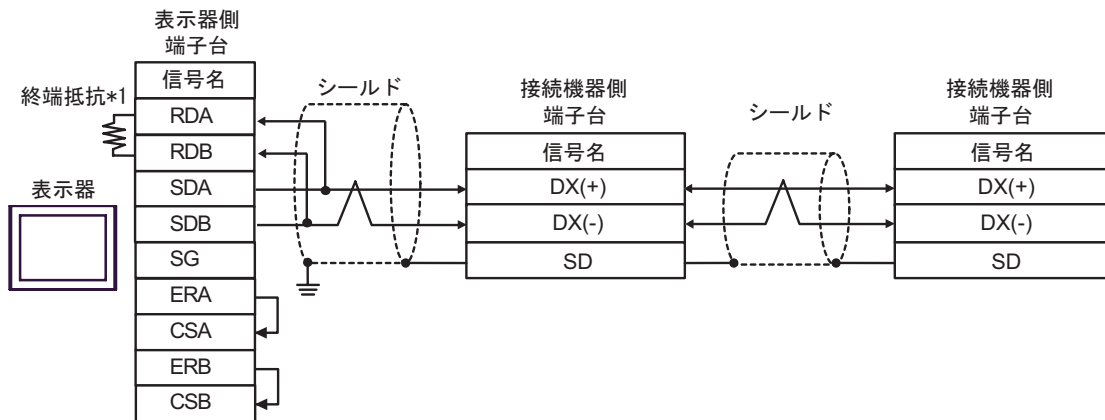 表示器側
端子台
信号名
終端抵抗*1
RDA
RDB
SDA
SDB
SG
ERA
CSA
ERB
CSB
表示器
シールド
接続機器側
端子台
信号名
DX(+)
DX(-)
SD
シールド
接続機器側
端子台
信号名
DX(+)
DX(-)
SD